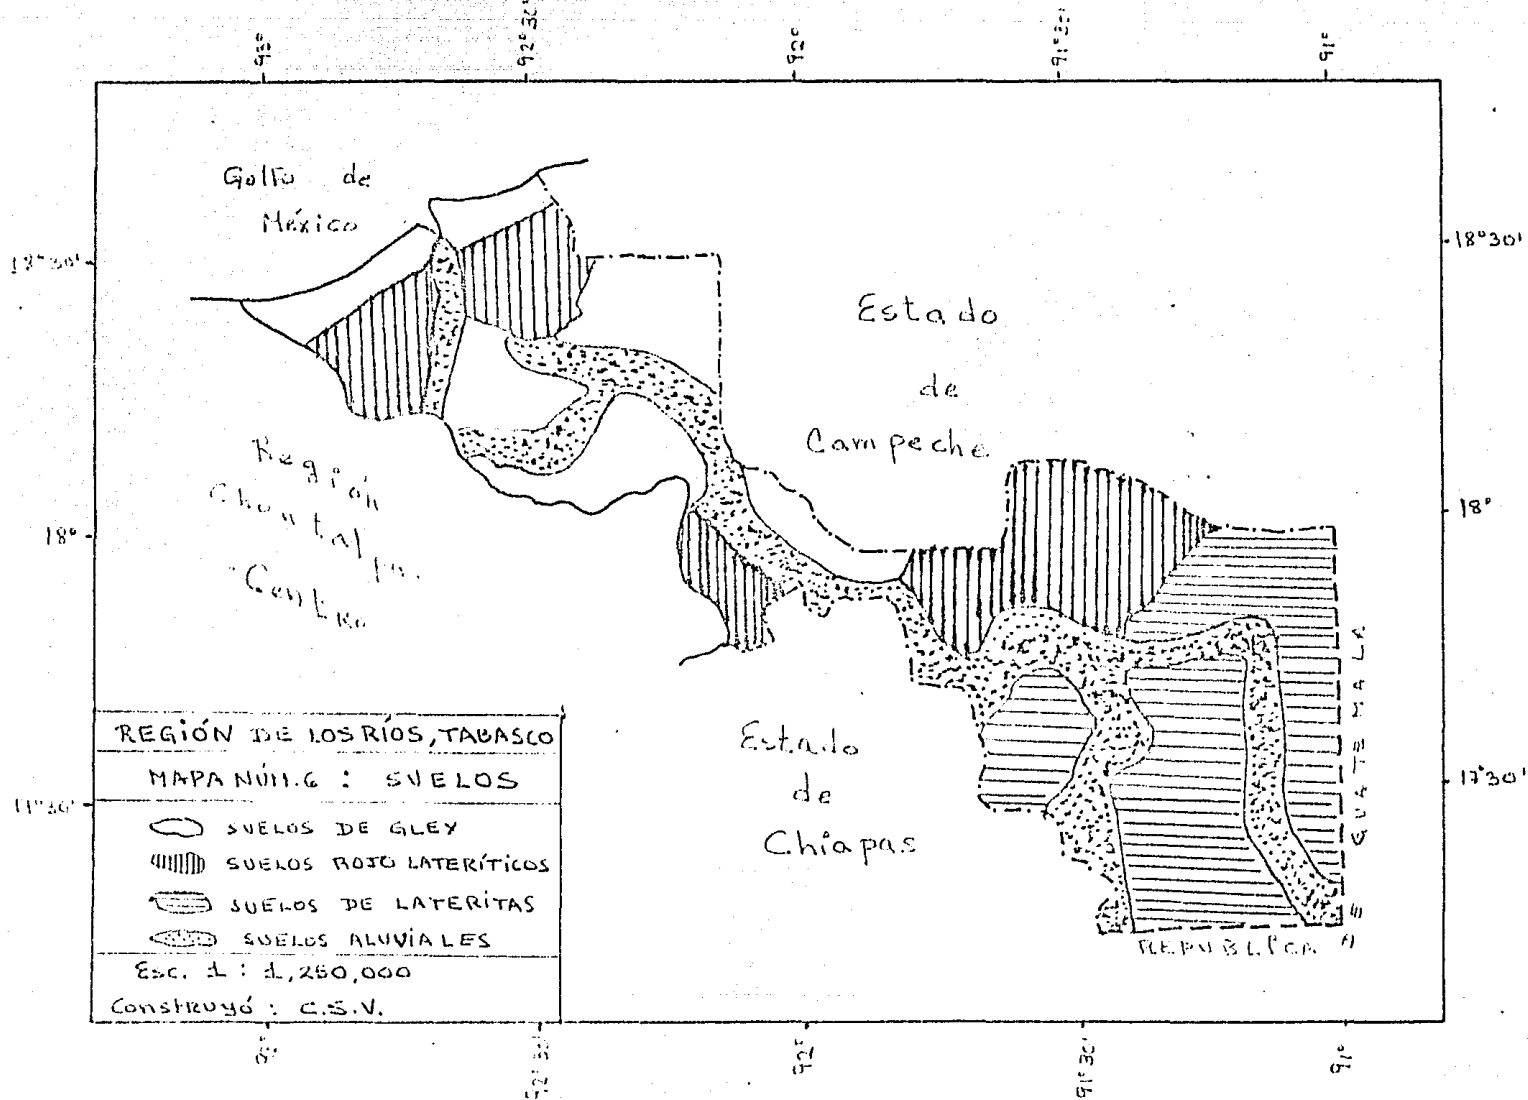 93°
92°30'
92°
91°30'
91°
Golfo de
México
18°30'
18°30'
Estado
de
Campeche
Región
Chontalpa
Centro
18°
18°
GUATEMALA
REGIÓN DE LOS RÍOS, TABASCO
MAPA NÚM.6 : SUELOS
SUELOS DE GLEY
SUELOS ROJO LATERÍTICOS
SUELOS DE LATERITAS
SUELOS ALUVIALES
Esc. 1 : 1,250,000
Construyó : C.S.V.
Estado
de
Chiapas
17°30'
17°30'
REPUBLICA DE
92°30'
92°
91°30'
91°